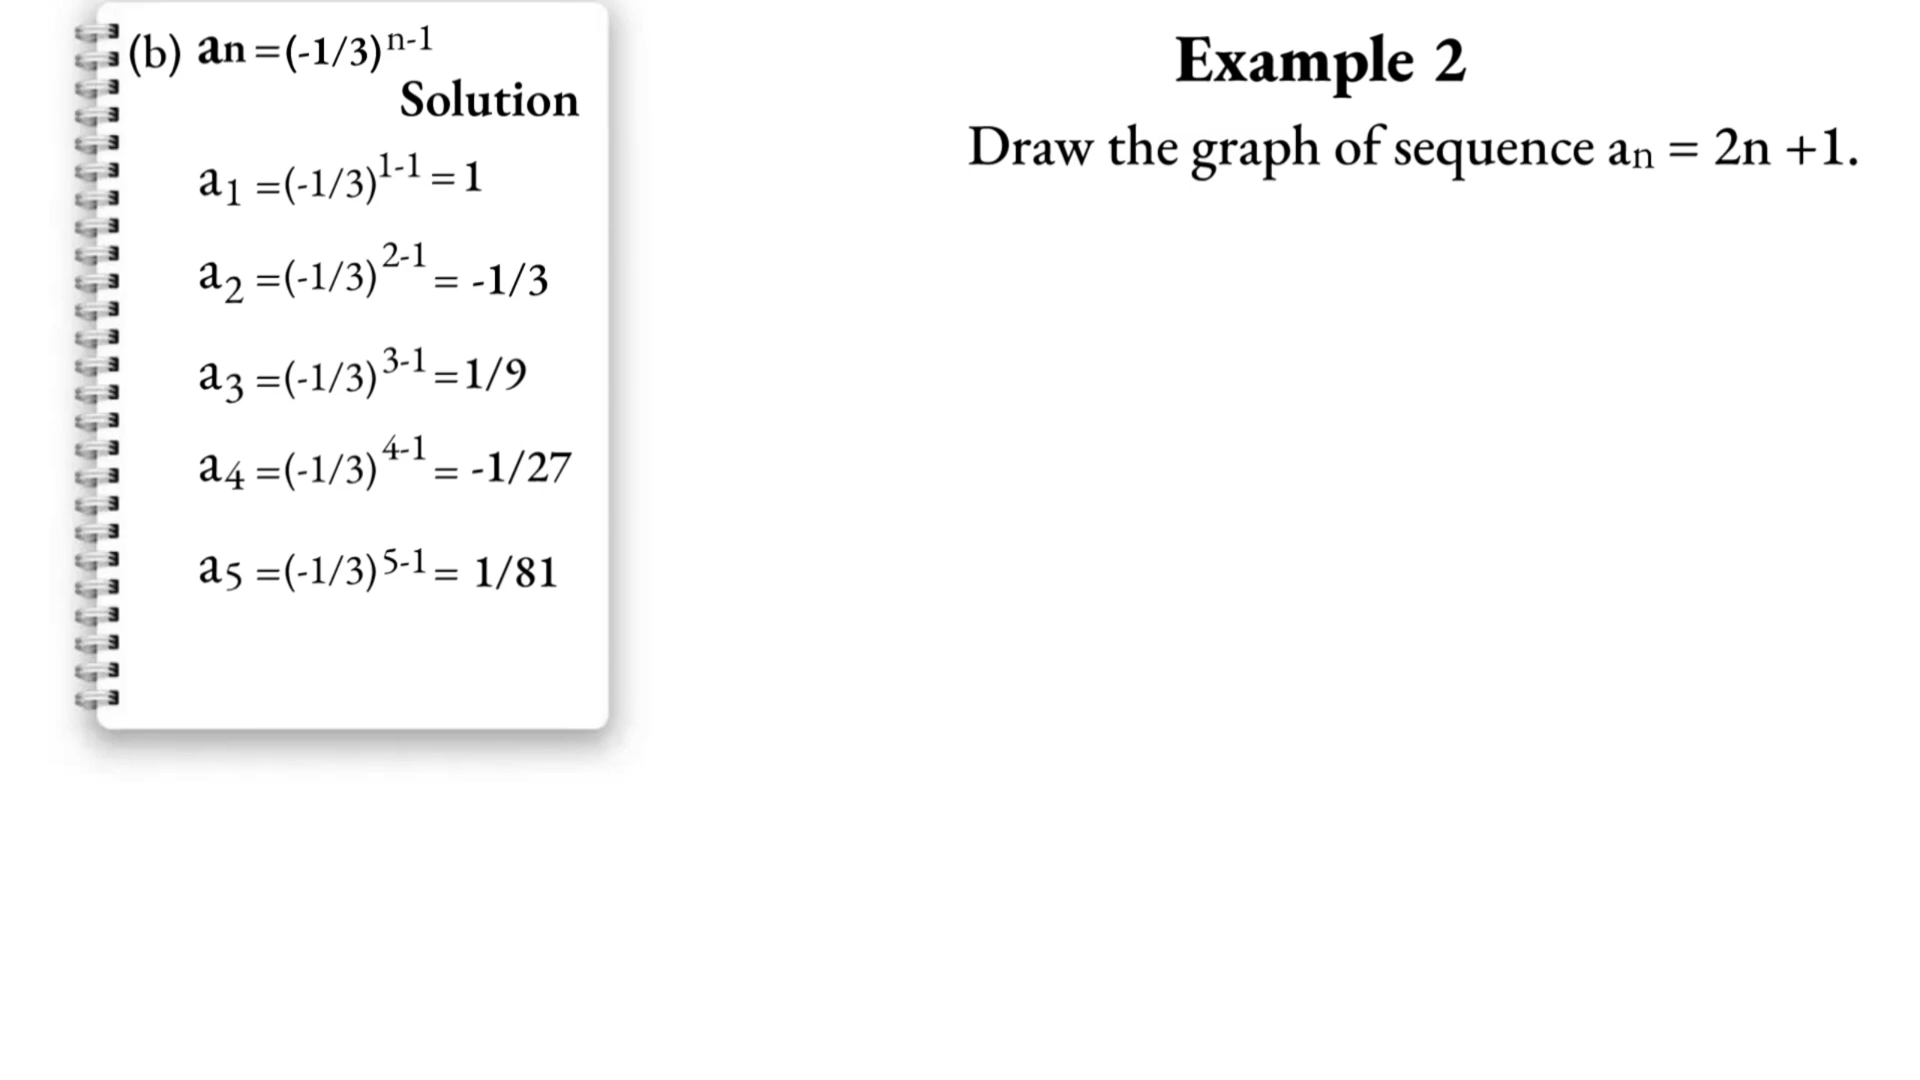 (b) an =(-1/3)ⁿ⁻¹
Solution
a₁ =(-1/3)¹⁻¹ = 1
a₂ =(-1/3)²⁻¹ = -1/3
a₃ =(-1/3)³⁻¹ =1/9
a₄ =(-1/3)⁴⁻¹ = -1/27
a₅ =(-1/3)⁵⁻¹ = 1/81
Example 2
Draw the graph of sequence aₙ = 2n +1.